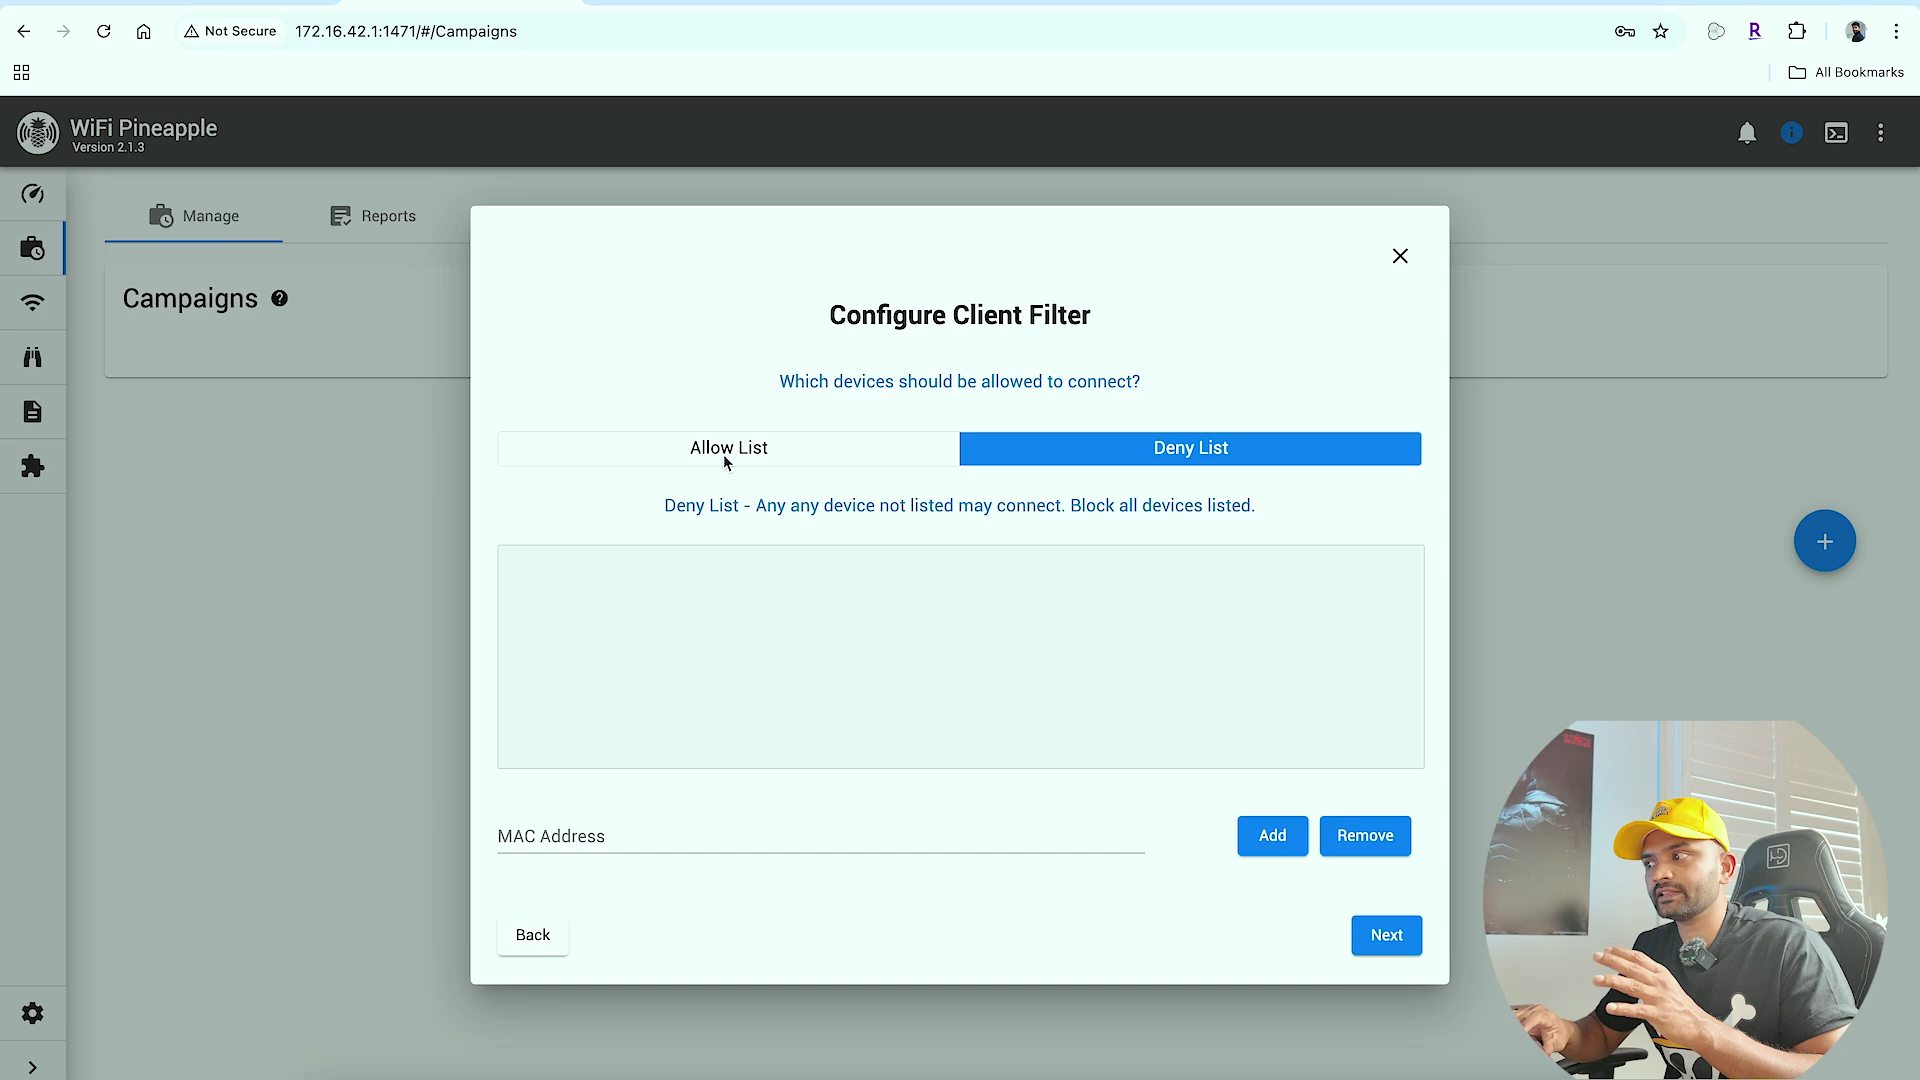 Not Secure
172.16.42.1:1471/#/Campaigns
R
All Bookmarks
WiFi Pineapple
Version 2.1.3
Manage
Reports
Campaigns
Configure Client Filter
Which devices should be allowed to connect?
Allow List
Deny List
Deny List - Any any device not listed may connect. Block all devices listed.
MAC Address
Add
Remove
Back
Next